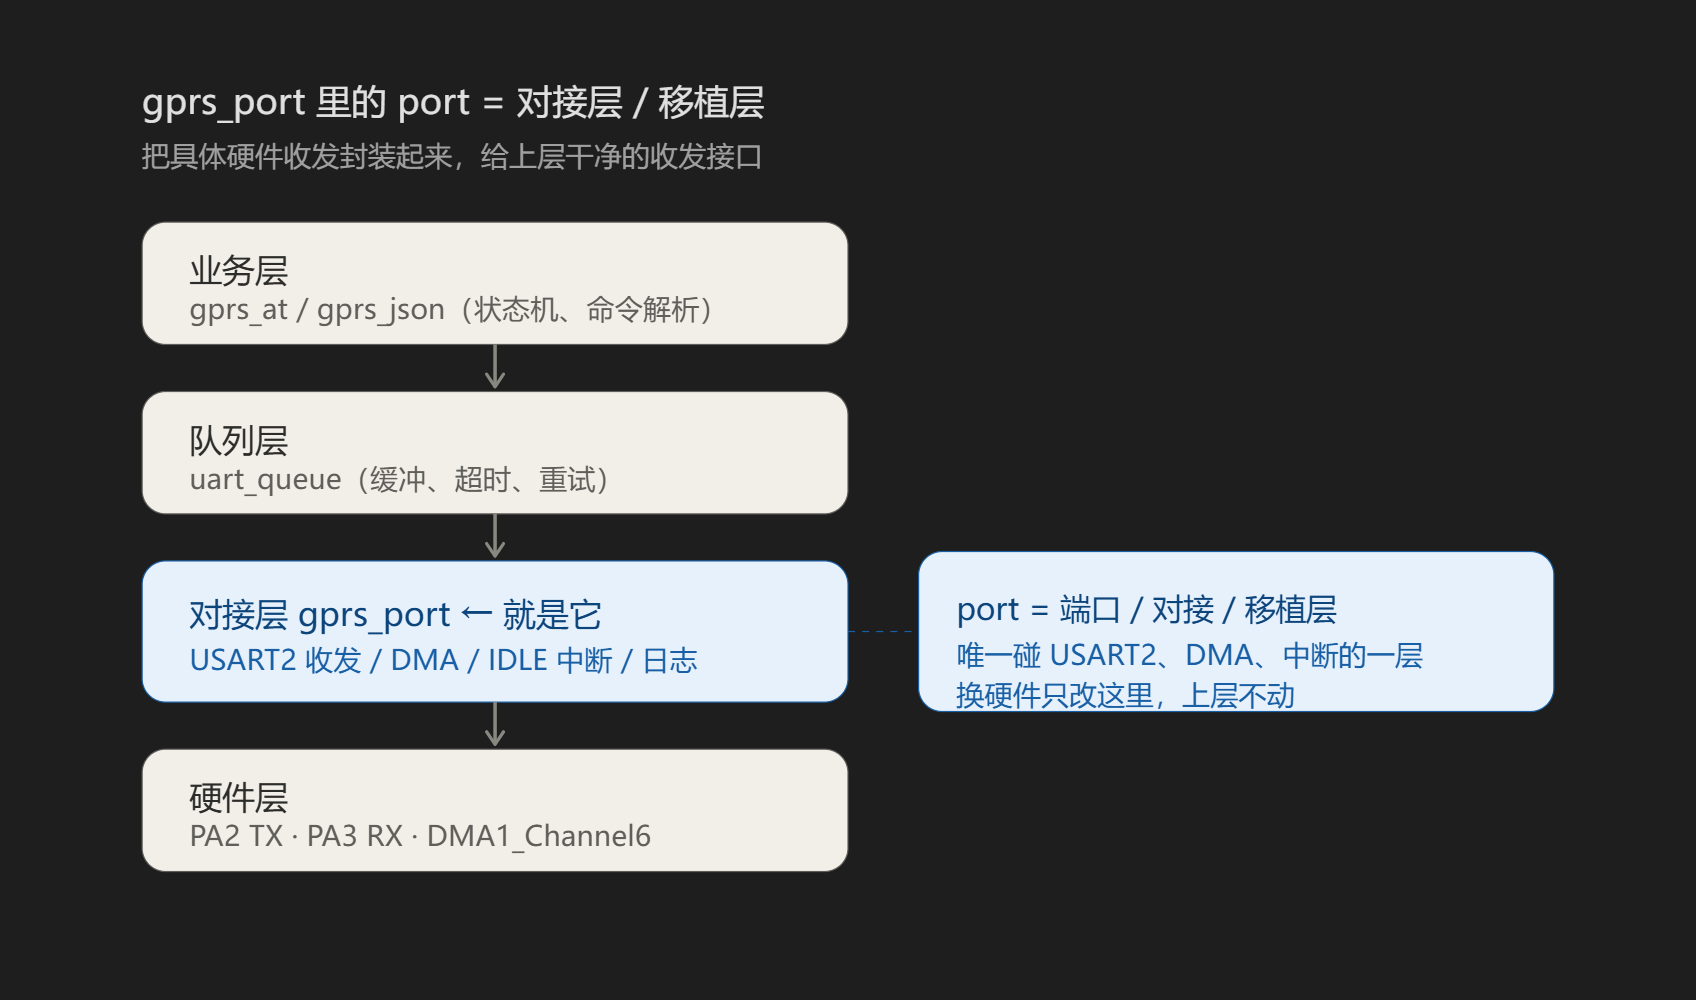 gprs_port 里的 port = 对接层 / 移植层
把具体硬件收发封装起来，给上层干净的收发接口
业务层
gprs_at / gprs_json（状态机、命令解析）
队列层
uart_queue（缓冲、超时、重试）
对接层 gprs_port ← 就是它
USART2 收发 / DMA / IDLE 中断 / 日志
port = 端口 / 对接 / 移植层
唯一碰 USART2、DMA、中断的一层
换硬件只改这里，上层不动
硬件层
PA2 TX · PA3 RX · DMA1_Channel6